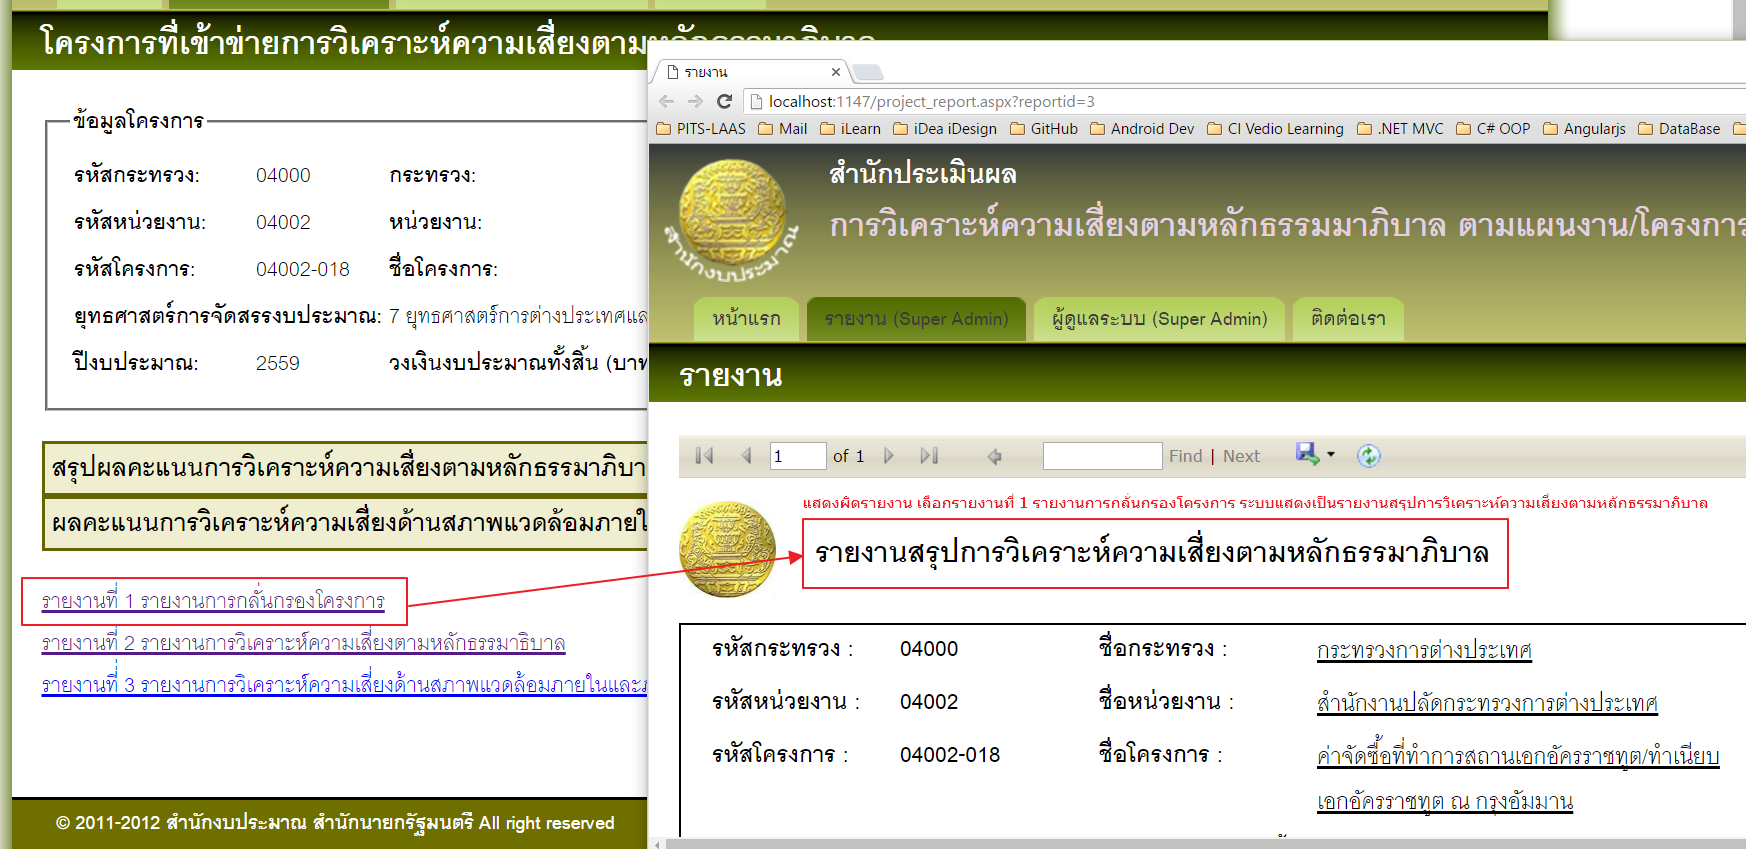 โครงการที่เข้าข่ายการวิเคราะห์ความเสี่ยงตามหลักธรรมาภิบาล
ข้อมูลโครงการ
รหัสกระทรวง: 04000 กระทรวง:
รหัสหน่วยงาน: 04002 หน่วยงาน:
รหัสโครงการ: 04002-018 ชื่อโครงการ:
ยุทธศาสตร์การจัดสรรงบประมาณ: 7 ยุทธศาสตร์การต่างประเทศและ
ปีงบประมาณ: 2559 วงเงินงบประมาณทั้งสิ้น (บาท
สรุปผลคะแนนการวิเคราะห์ความเสี่ยงตามหลักธรรมาภิบา
ผลคะแนนการวิเคราะห์ความเสี่ยงด้านสภาพแวดล้อมภายใ
รายงานที่ 1 รายงานการกลั่นกรองโครงการ
รายงานที่ 2 รายงานการวิเคราะห์ความเสี่ยงตามหลักธรรมาธิบาล
รายงานที่ 3 รายงานการวิเคราะห์ความเสี่ยงด้านสภาพแวดล้อมภายในและภ
© 2011-2012 สำนักงบประมาณ สำนักนายกรัฐมนตรี All right reserved
รายงาน
localhost:1147/project_report.aspx?reportid=3
PITS-LAAS Mail iLearn iDea iDesign GitHub Android Dev CI Vedio Learning .NET MVC C# OOP Angularjs DataBase
สำนักงบประมาณ
สำนักประเมินผล
การวิเคราะห์ความเสี่ยงตามหลักธรรมมาภิบาล ตามแผนงาน/โครงการ
หน้าแรก รายงาน (Super Admin) ผู้ดูแลระบบ (Super Admin) ติดต่อเรา
รายงาน
1 of 1 Find | Next
แสดงผิดรายงาน เลือกรายงานที่ 1 รายงานการกลั่นกรองโครงการ ระบบแสดงเป็นรายงานสรุปการวิเคราะห์ความเสี่ยงตามหลักธรรมาภิบาล
รายงานสรุปการวิเคราะห์ความเสี่ยงตามหลักธรรมาภิบาล
รหัสกระทรวง : 04000 ชื่อกระทรวง : กระทรวงการต่างประเทศ
รหัสหน่วยงาน : 04002 ชื่อหน่วยงาน : สำนักงานปลัดกระทรวงการต่างประเทศ
รหัสโครงการ : 04002-018 ชื่อโครงการ : ค่าจัดซื้อที่ทำการสถานเอกอัครราชทูต/ทำเนียบ
เอกอัครราชทูต ณ กรุงอัมมาน